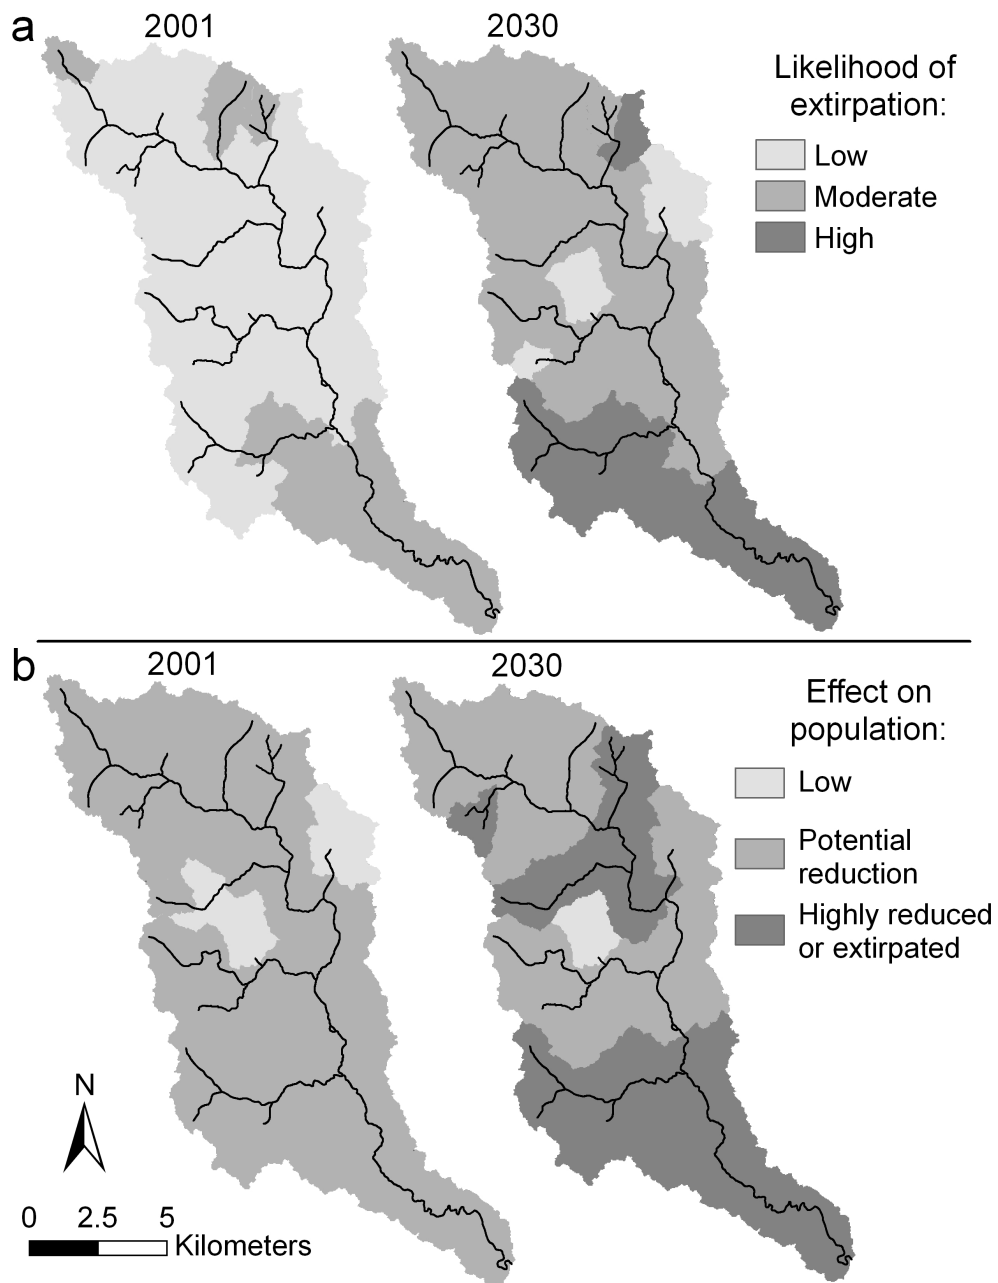 a
2001
2030
Likelihood of
extirpation:
Low
Moderate
High
b
2001
2030
Effect on
population:
Low
Potential
reduction
Highly reduced
or extirpated
N
0 2.5 5
Kilometers